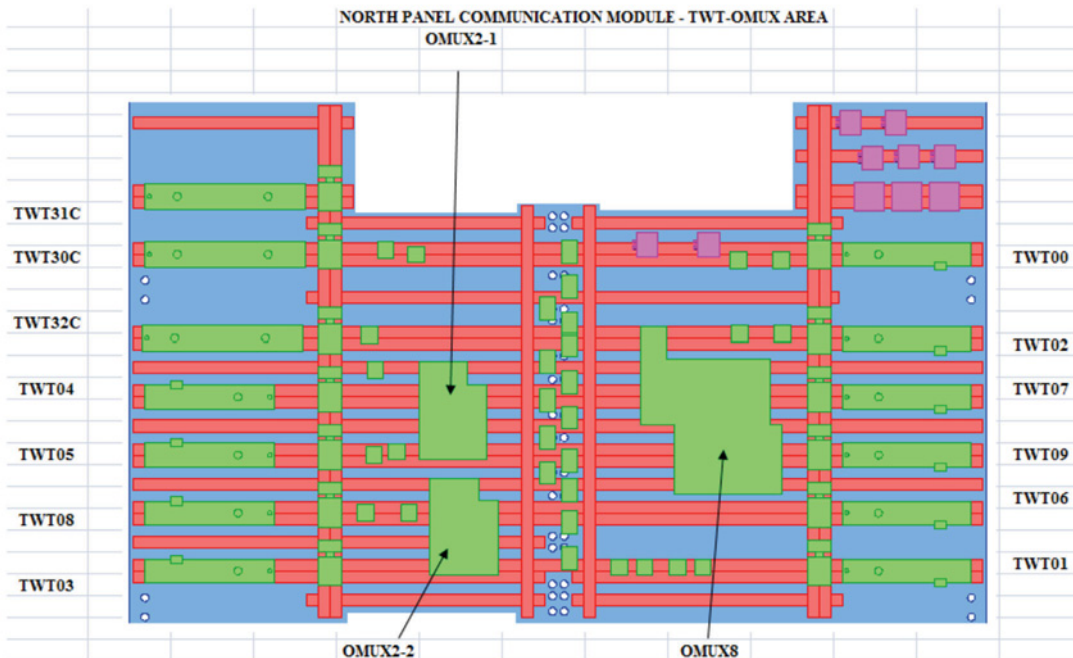 NORTH PANEL COMMUNICATION MODULE - TWT-OMUX AREA
OMUX2-1
TWT31C
TWT30C
TWT32C
TWT04
TWT05
TWT08
TWT03
TWT00
TWT02
TWT07
TWT09
TWT06
TWT01
OMUX2-2
OMUX8